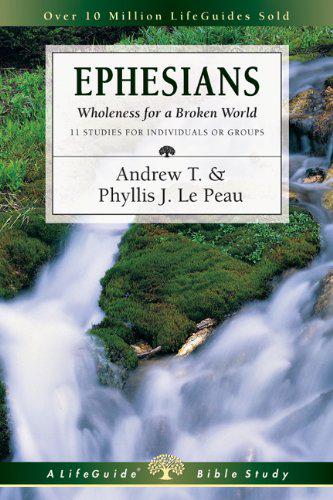 Over 10 Million LifeGuides Sold
EPHESIANS
Wholeness for a Broken World
11 STUDIES FOR INDIVIDUALS OR GROUPS
Andrew T. &
Phyllis J. Le Peau
A LifeGuide® Bible Study